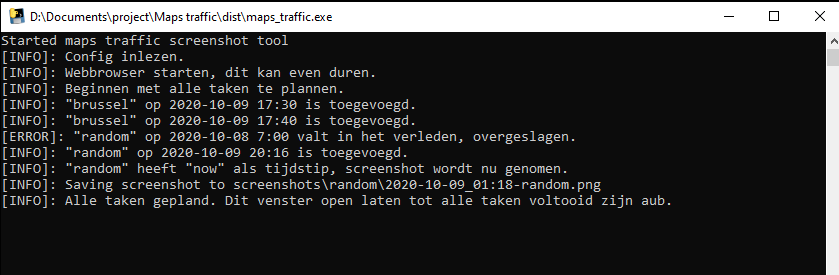 D:\Documents\project\Maps traffic\dist\maps_traffic.exe
Started maps traffic screenshot tool
[INFO]: Config inlezen.
[INFO]: Webbrowser starten, dit kan even duren.
[INFO]: Beginnen met alle taken te plannen.
[INFO]: "brussel" op 2020-10-09 17:30 is toegevoegd.
[INFO]: "brussel" op 2020-10-09 17:40 is toegevoegd.
[ERROR]: "random" op 2020-10-08 7:00 valt in het verleden, overgeslagen.
[INFO]: "random" op 2020-10-09 20:16 is toegevoegd.
[INFO]: "random" heeft "now" als tijdstip, screenshot wordt nu genomen.
[INFO]: Saving screenshot to screenshots\random\2020-10-09_01:18-random.png
[INFO]: Alle taken gepland. Dit venster open laten tot alle taken voltooid zijn aub.